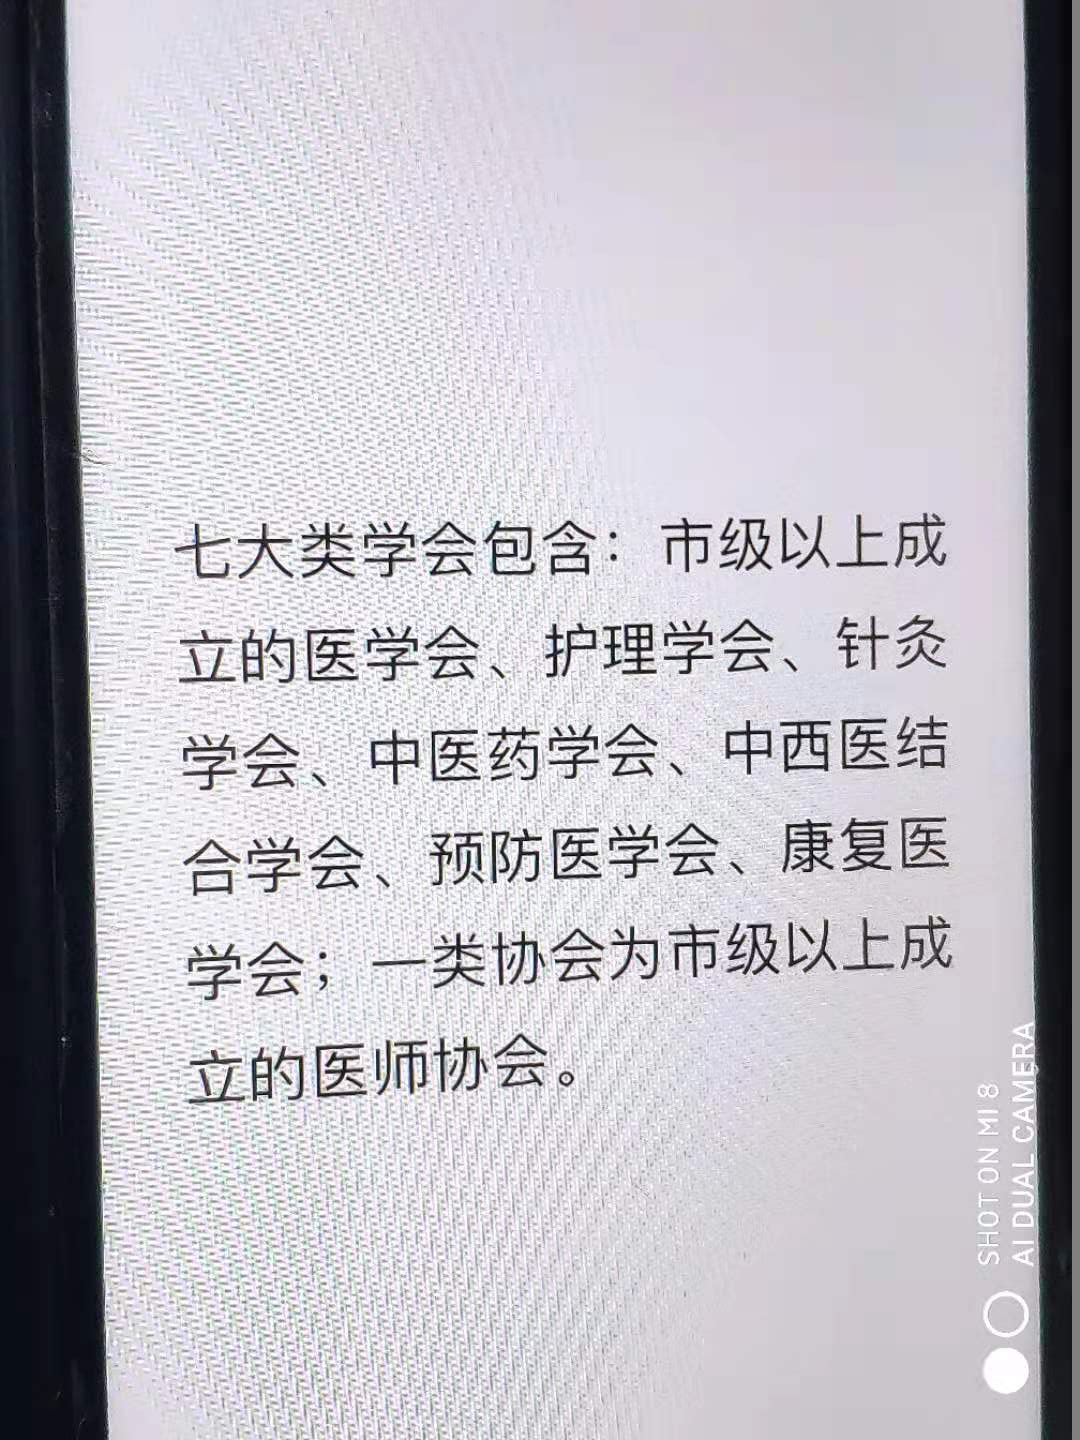 七大类学会包含：市级以上成
立的医学会、护理学会、针灸
学会、中医药学会、中西医结
合学会、预防医学会、康复医
学会；一类协会为市级以上成
立的医师协会。
SHOT ON MI 8
AI DUAL CAMERA